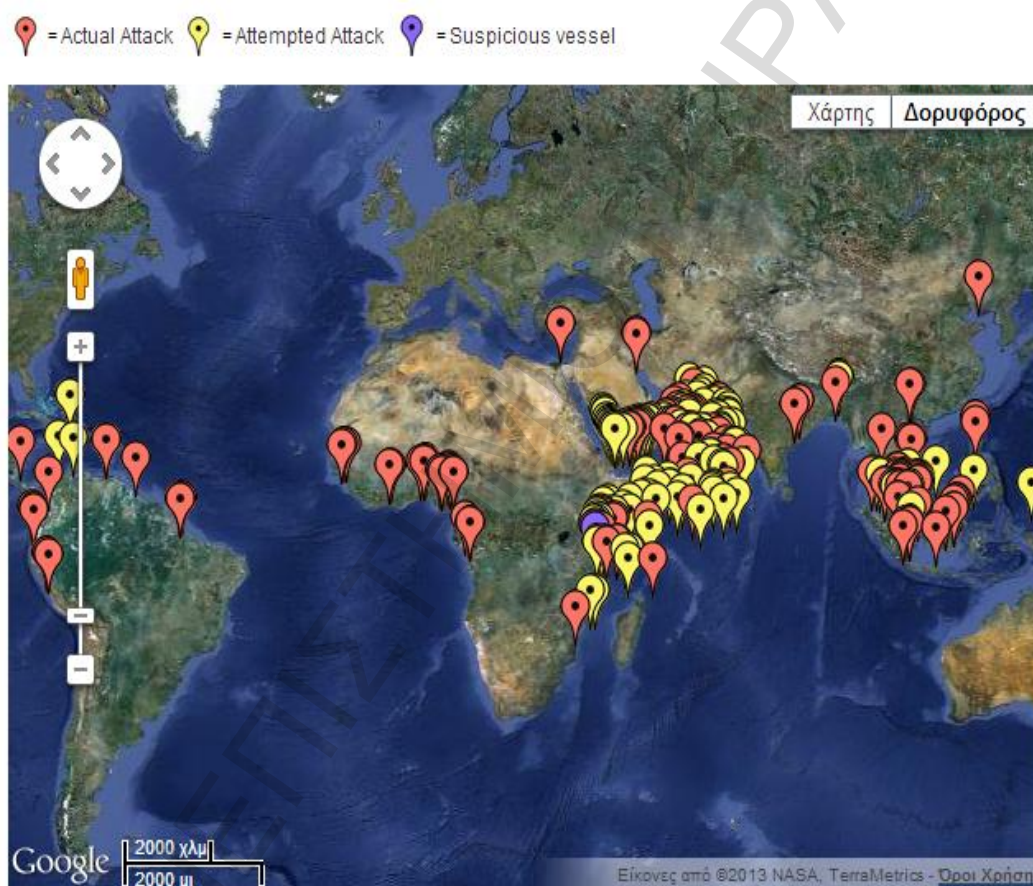 = Actual Attack = Attempted Attack = Suspicious vessel
Χάρτης Δορυφόρος
Google
2000 χλμ
2000 μι
Εικόνες από ©2013 NASA, TerraMetrics - Όροι Χρήση